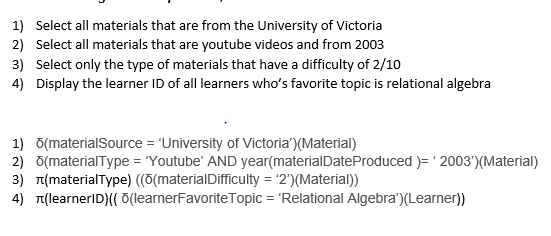 1) Select all materials that are from the University of Victoria
2) Select all materials that are youtube videos and from 2003
3) Select only the type of materials that have a difficulty of 2/10
4) Display the learner ID of all learners who's favorite topic is relational algebra
1) õ(materialSource = 'University of Victoria')(Material)
2) õ(materialType = 'Youtube' AND year(materialDateProduced )= ' 2003')(Material)
3) π(materialType) ((õ(materialDifficulty = '2')(Material))
4) π(learnerID)(( õ(learnerFavoriteTopic = 'Relational Algebra')(Learner))